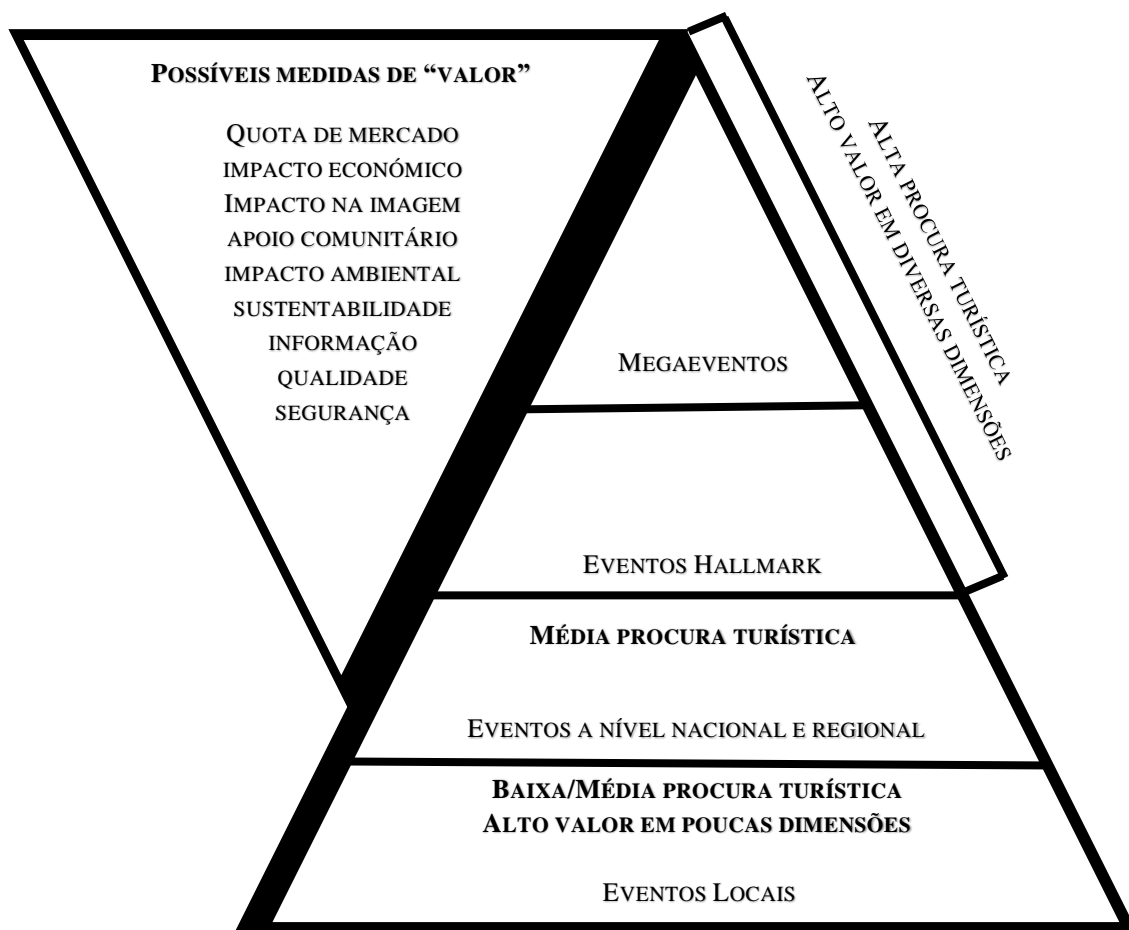 POSSÍVEIS MEDIDAS DE “VALOR”
QUOTA DE MERCADO
IMPACTO ECONÓMICO
IMPACTO NA IMAGEM
APOIO COMUNITÁRIO
IMPACTO AMBIENTAL
SUSTENTABILIDADE
INFORMAÇÃO
QUALIDADE
SEGURANÇA
ALTA PROCURA TURÍSTICA
ALTO VALOR EM DIVERSAS DIMENSÕES
MEGAEVENTOS
EVENTOS HALLMARK
MÉDIA PROCURA TURÍSTICA
EVENTOS A NÍVEL NACIONAL E REGIONAL
BAIXA/MÉDIA PROCURA TURÍSTICA
ALTO VALOR EM POUCAS DIMENSÕES
EVENTOS LOCAIS